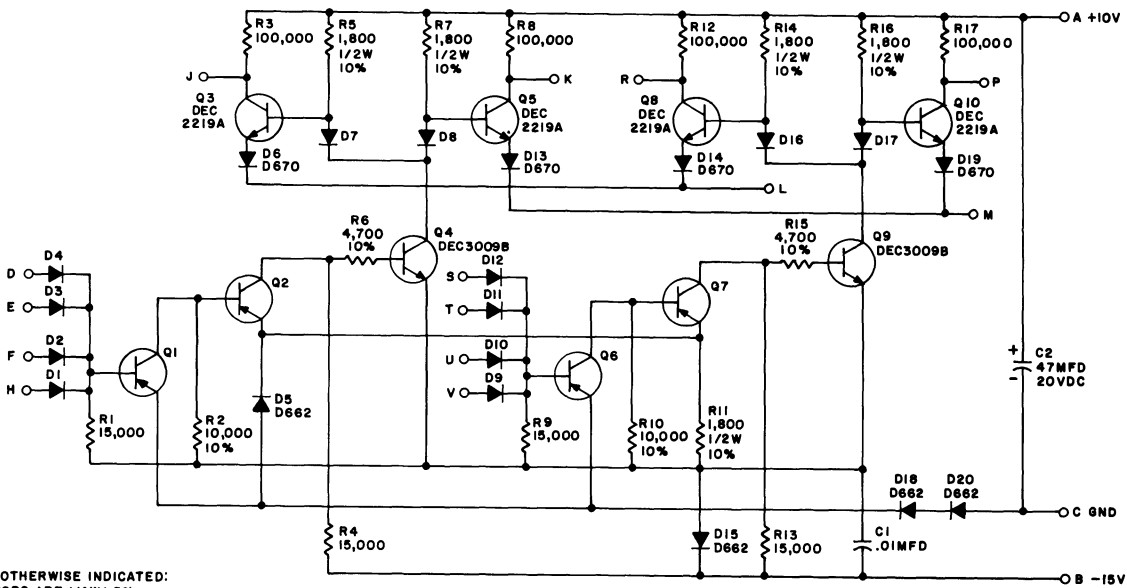 R3
100,000
R5
1,800
1/2W
10%
R7
1,800
1/2W
10%
R8
100,000
R12
100,000
R14
1,800
1/2W
10%
R16
1,800
1/2W
10%
R17
100,000
A +10V
J
K
R
P
Q3
DEC
2219A
D7
D8
Q5
DEC
2219A
Q8
DEC
2219A
D16
D17
Q10
DEC
2219A
D6
D670
D13
D670
D14
D670
D19
D670
L
M
R6
4,700
10%
Q4
DEC3009B
R15
4,700
10%
Q9
DEC3009B
D
D4
E
D3
F
D2
H
D1
Q1
Q2
S
D12
T
D11
U
D10
V
D9
Q6
Q7
+
-
C2
47MFD
20VDC
R1
15,000
R2
10,000
10%
D5
D662
R9
15,000
R10
10,000
10%
R11
1,800
1/2W
10%
D18
D662
D20
D662
C GND
R4
15,000
D15
D662
R13
15,000
C1
.01MFD
B -15V
OTHERWISE INDICATED: